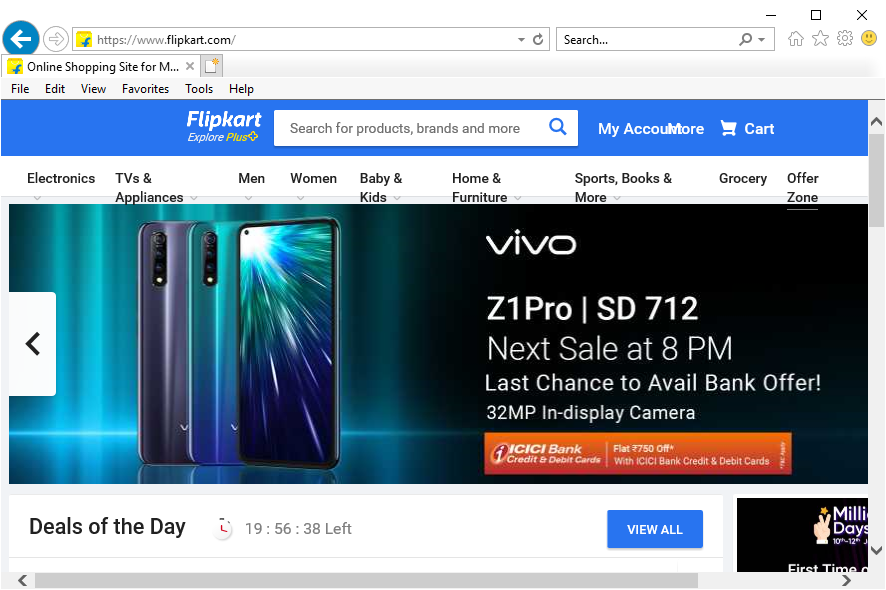 https://www.flipkart.com/
Search...
Online Shopping Site for M...
File Edit View Favorites Tools Help
Flipkart
Explore Plus
Search for products, brands and more
My Account
More
Cart
Electronics
TVs &
Appliances
Men
Women
Baby &
Kids
Home &
Furniture
Sports, Books &
More
Grocery
Offer
Zone
vivo
Z1Pro | SD 712
Next Sale at 8 PM
Last Chance to Avail Bank Offer!
32MP In-display Camera
ICICI Bank
Credit & Debit Cards
Flat ₹750 Off*
With ICICI Bank Credit & Debit Cards
Deals of the Day
19 : 56 : 38 Left
VIEW ALL
Milli
Days
10th-12th J
First Time o